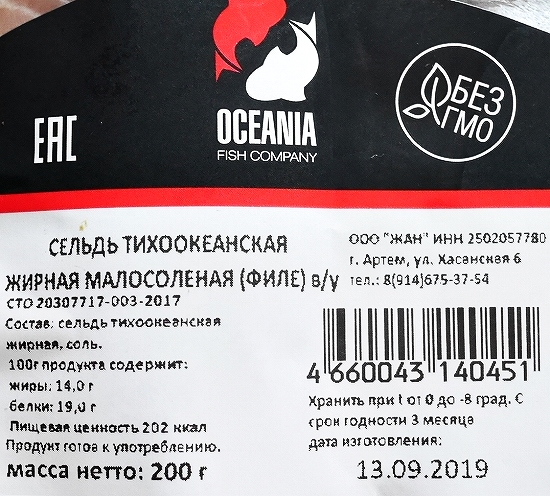 OCEANIA
FISH COMPANY
EAC
БЕЗ
ГМО
СЕЛЬДЬ ТИХООКЕАНСКАЯ
ЖИРНАЯ МАЛОСОЛЕНАЯ (ФИЛЕ) в/у
СТО 20307717-003-2017
Состав: сельдь тихоокеанская
жирная, соль.
100г продукта содержит:
жиры: 14,0 г
белки: 19,0 г
Пищевая ценность 202 ккал
Продукт готов к употреблению.
масса нетто: 200 г
ООО "ЖАН" ИНН 2502057780
г. Артем, ул. Хасанская 6
тел.: 8(914)675-37-54
4 660043 140451
Хранить при t от 0 до -8 град. С
срок годности 3 месяца
дата изготовления:
13.09.2019